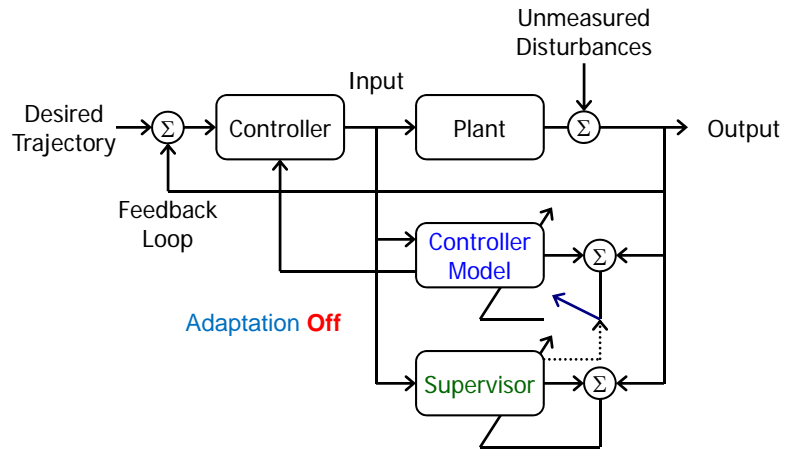 Unmeasured
Disturbances
Input
Desired
Trajectory
Σ
Controller
Plant
Σ
Output
Feedback
Loop
Controller
Model
Σ
Adaptation Off
Supervisor
Σ